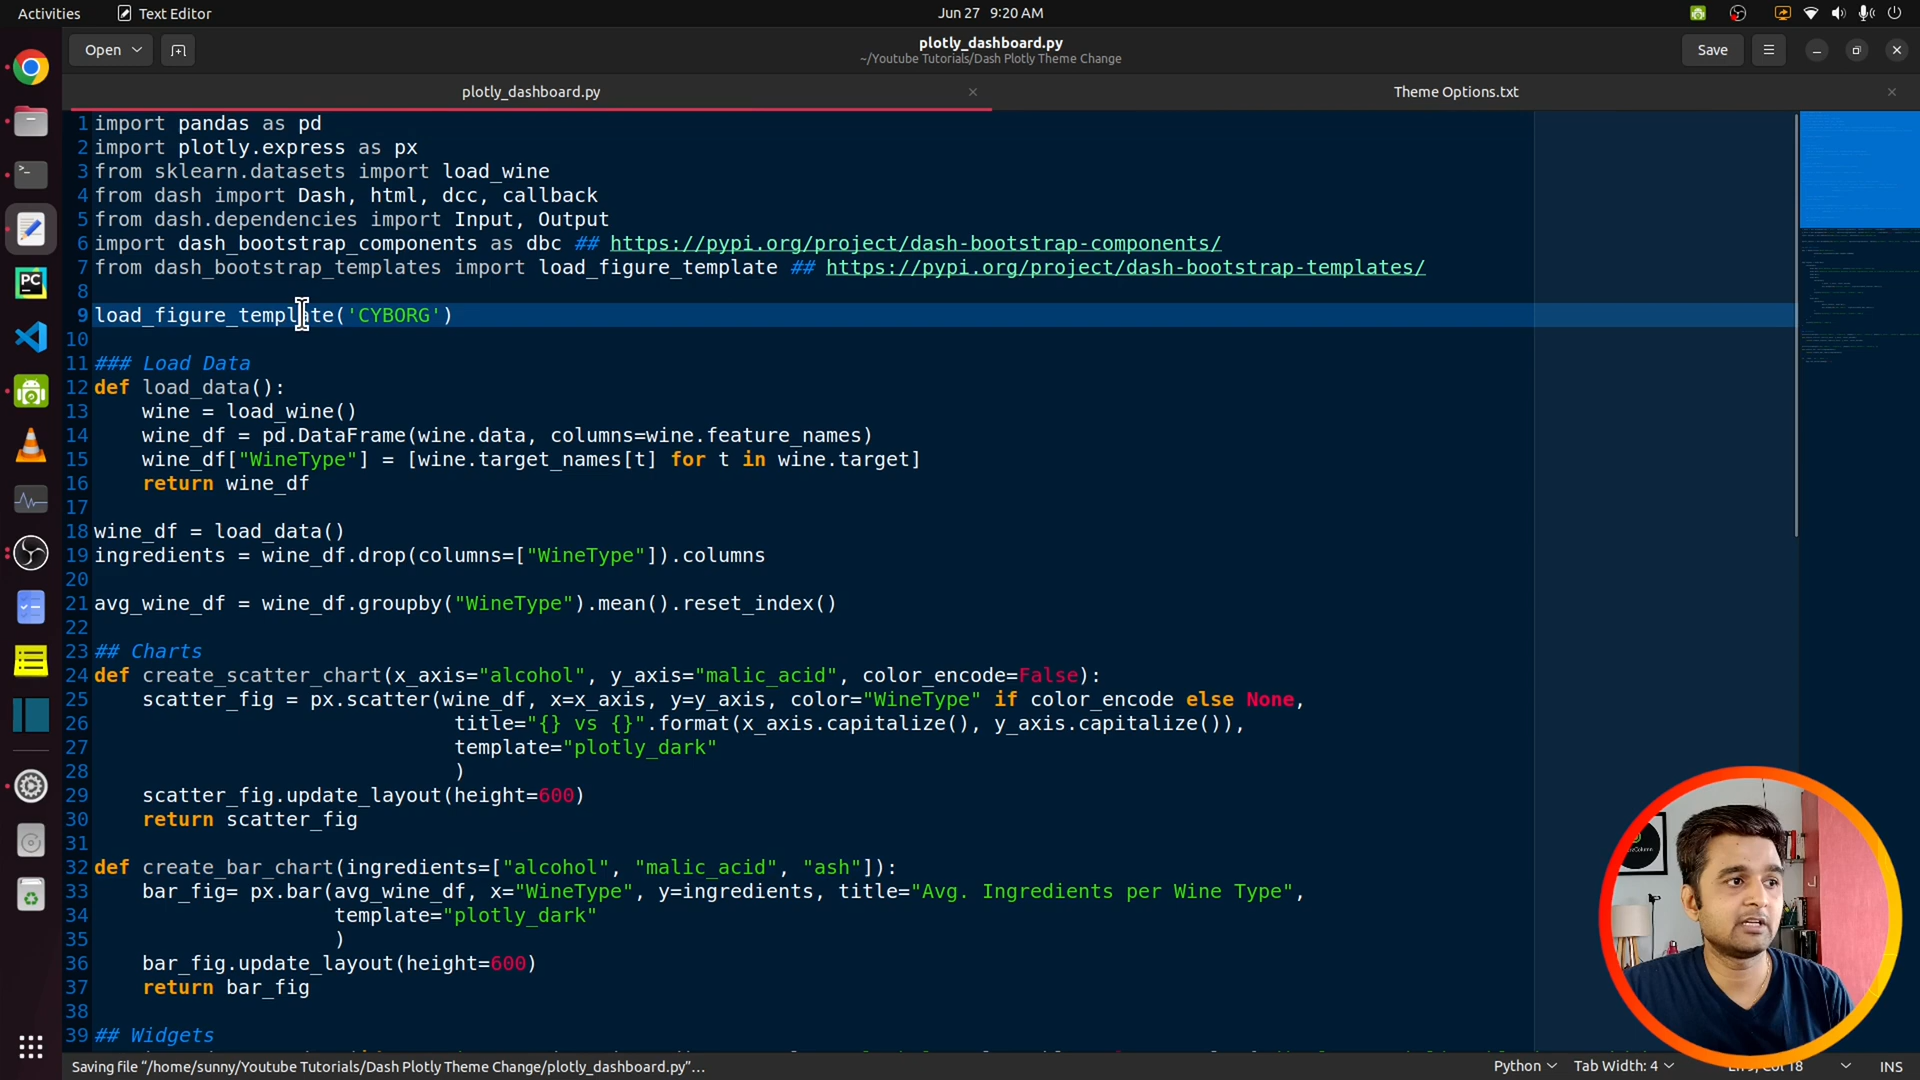 Activities
Text Editor
Jun 27 9:20 AM
Open
plotly_dashboard.py
~/Youtube Tutorials/Dash Plotly Theme Change
Save
plotly_dashboard.py
Theme Options.txt
1 import pandas as pd
2 import plotly.express as px
3 from sklearn.datasets import load_wine
4 from dash import Dash, html, dcc, callback
5 from dash.dependencies import Input, Output
6 import dash_bootstrap_components as dbc ## https://pypi.org/project/dash-bootstrap-components/
7 from dash_bootstrap_templates import load_figure_template ## https://pypi.org/project/dash-bootstrap-templates/
8
9 load_figure_template('CYBORG')
10
11 ### Load Data
12 def load_data():
13     wine = load_wine()
14     wine_df = pd.DataFrame(wine.data, columns=wine.feature_names)
15     wine_df["WineType"] = [wine.target_names[t] for t in wine.target]
16     return wine_df
17
18 wine_df = load_data()
19 ingredients = wine_df.drop(columns=["WineType"]).columns
20
21 avg_wine_df = wine_df.groupby("WineType").mean().reset_index()
22
23 ## Charts
24 def create_scatter_chart(x_axis="alcohol", y_axis="malic_acid", color_encode=False):
25     scatter_fig = px.scatter(wine_df, x=x_axis, y=y_axis, color="WineType" if color_encode else None,
26                               title="{} vs {}".format(x_axis.capitalize(), y_axis.capitalize()),
27                               template="plotly_dark"
28                               )
29     scatter_fig.update_layout(height=600)
30     return scatter_fig
31
32 def create_bar_chart(ingredients=["alcohol", "malic_acid", "ash"]):
33     bar_fig= px.bar(avg_wine_df, x="WineType", y=ingredients, title="Avg. Ingredients per Wine Type",
34                     template="plotly_dark"
35                     )
36     bar_fig.update_layout(height=600)
37     return bar_fig
38
39 ## Widgets
Saving file “/home/sunny/Youtube Tutorials/Dash Plotly Theme Change/plotly_dashboard.py”...
Python
Tab Width: 4
INS